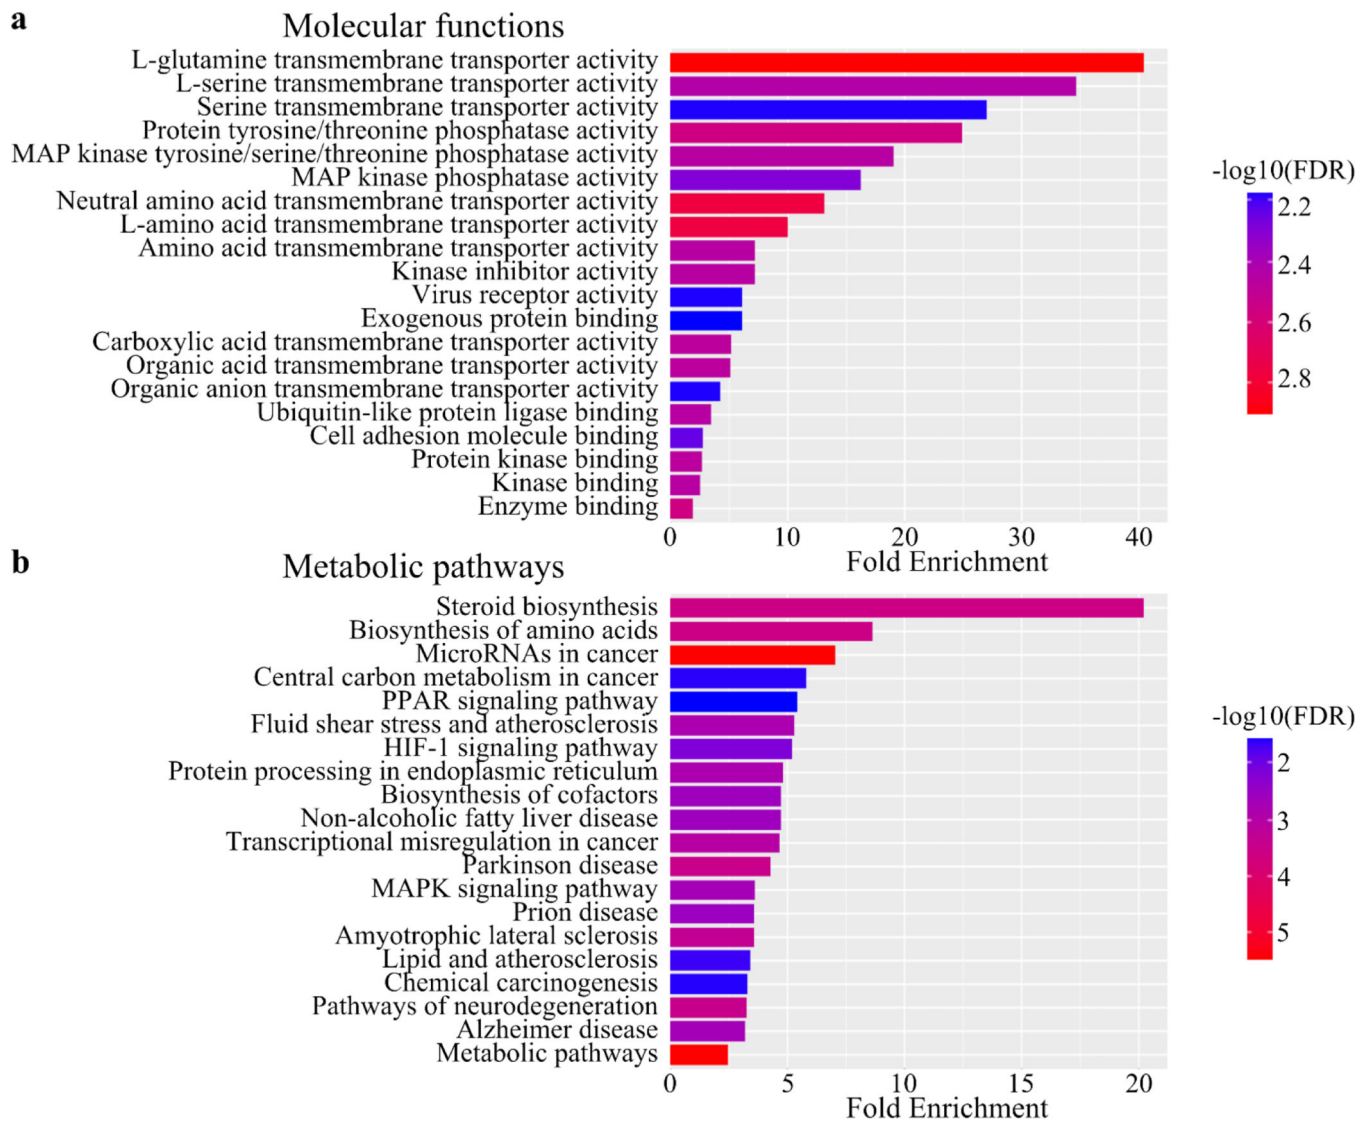 a
Molecular functions
L-glutamine transmembrane transporter activity
L-serine transmembrane transporter activity
Serine transmembrane transporter activity
Protein tyrosine/threonine phosphatase activity
MAP kinase tyrosine/serine/threonine phosphatase activity
MAP kinase phosphatase activity
Neutral amino acid transmembrane transporter activity
L-amino acid transmembrane transporter activity
Amino acid transmembrane transporter activity
Kinase inhibitor activity
Virus receptor activity
Exogenous protein binding
Carboxylic acid transmembrane transporter activity
Organic acid transmembrane transporter activity
Organic anion transmembrane transporter activity
Ubiquitin-like protein ligase binding
Cell adhesion molecule binding
Protein kinase binding
Kinase binding
Enzyme binding
0 10 20 30 40
Fold Enrichment
-log10(FDR)
2.2
2.4
2.6
2.8
b
Metabolic pathways
Steroid biosynthesis
Biosynthesis of amino acids
MicroRNAs in cancer
Central carbon metabolism in cancer
PPAR signaling pathway
Fluid shear stress and atherosclerosis
HIF-1 signaling pathway
Protein processing in endoplasmic reticulum
Biosynthesis of cofactors
Non-alcoholic fatty liver disease
Transcriptional misregulation in cancer
Parkinson disease
MAPK signaling pathway
Prion disease
Amyotrophic lateral sclerosis
Lipid and atherosclerosis
Chemical carcinogenesis
Pathways of neurodegeneration
Alzheimer disease
Metabolic pathways
0 5 10 15 20
Fold Enrichment
-log10(FDR)
2
3
4
5